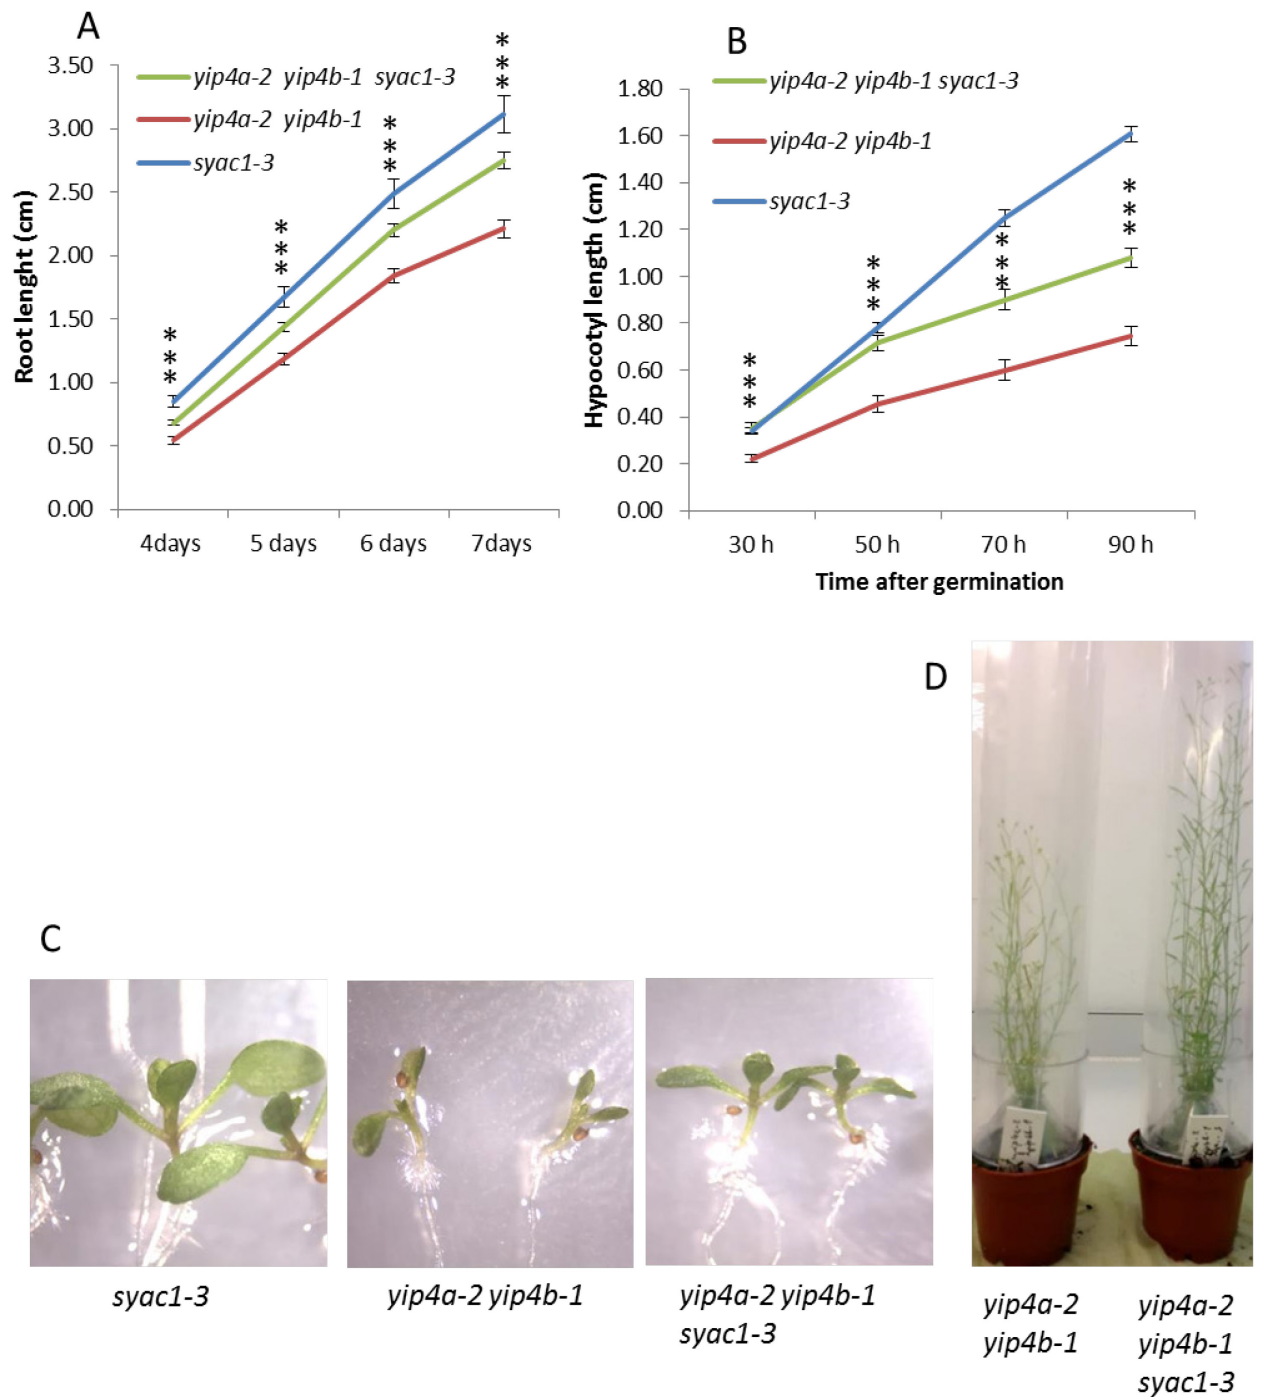 A
3.50
3.00
2.50
2.00
1.50
1.00
0.50
0.00
Root lenght (cm)
yip4a-2 yip4b-1 syac1-3
yip4a-2 yip4b-1
syac1-3
***
***
***
***
4days 5 days 6 days 7days
B
1.80
1.60
1.40
1.20
1.00
0.80
0.60
0.40
0.20
0.00
Hypocotyl length (cm)
yip4a-2 yip4b-1 syac1-3
yip4a-2 yip4b-1
syac1-3
***
***
***
***
30 h 50 h 70 h 90 h
Time after germination
C
syac1-3
yip4a-2 yip4b-1
yip4a-2 yip4b-1
syac1-3
D
yip4a-2
yip4b-1
yip4a-2
yip4b-1
syac1-3